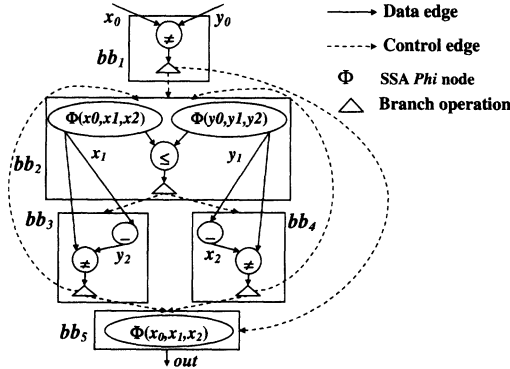 x0 y0
≠
bb1
Data edge
Control edge
Φ SSA Phi node
Branch operation
Φ(x0,x1,x2) Φ(y0,y1,y2)
x1 y1
≤
bb2
bb3 bb4
− −
y2 x2
≠ ≠
bb5 Φ(x0,x1,x2)
out